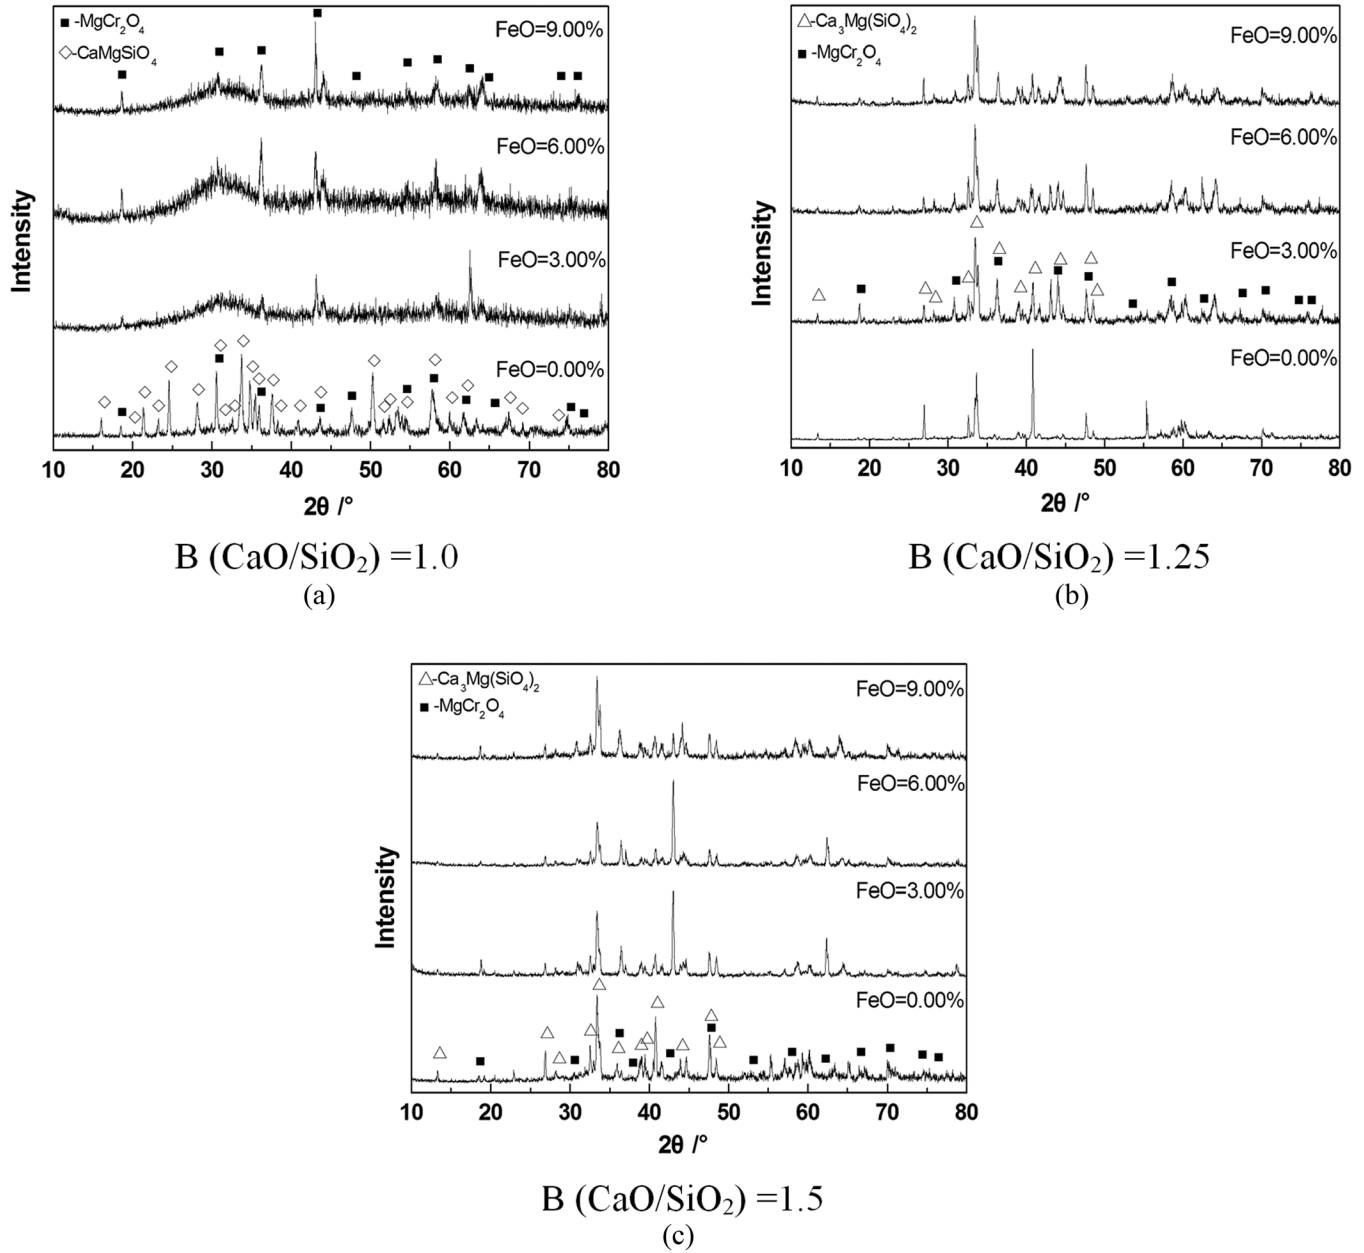 ■-MgCr₂O₄
◇-CaMgSiO₄
FeO=9.00%
FeO=6.00%
FeO=3.00%
FeO=0.00%
Intensity
10 20 30 40 50 60 70 80
2θ /°
B (CaO/SiO₂) =1.0
(a)
△-Ca₃Mg(SiO₄)₂
■ -MgCr₂O₄
FeO=9.00%
FeO=6.00%
FeO=3.00%
FeO=0.00%
Intensity
10 20 30 40 50 60 70 80
2θ /°
B (CaO/SiO₂) =1.25
(b)
△-Ca₃Mg(SiO₄)₂
■ -MgCr₂O₄
FeO=9.00%
FeO=6.00%
FeO=3.00%
FeO=0.00%
Intensity
10 20 30 40 50 60 70 80
2θ /°
B (CaO/SiO₂) =1.5
(c)